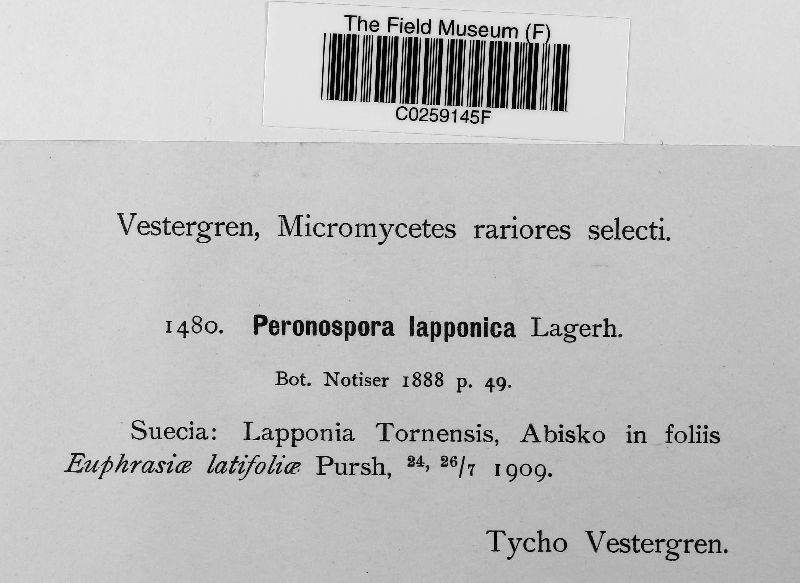 The Field Museum (F)
C0259145F
Vestergren, Micromycetes rariores selecti.
1480. Peronospora lapponica Lagerh.
Bot. Notiser 1888 p. 49.
Suecia: Lapponia Tornensis, Abisko in foliis
Euphrasiæ latifoliæ Pursh, 24, 26/7 1909.
Tycho Vestergren.